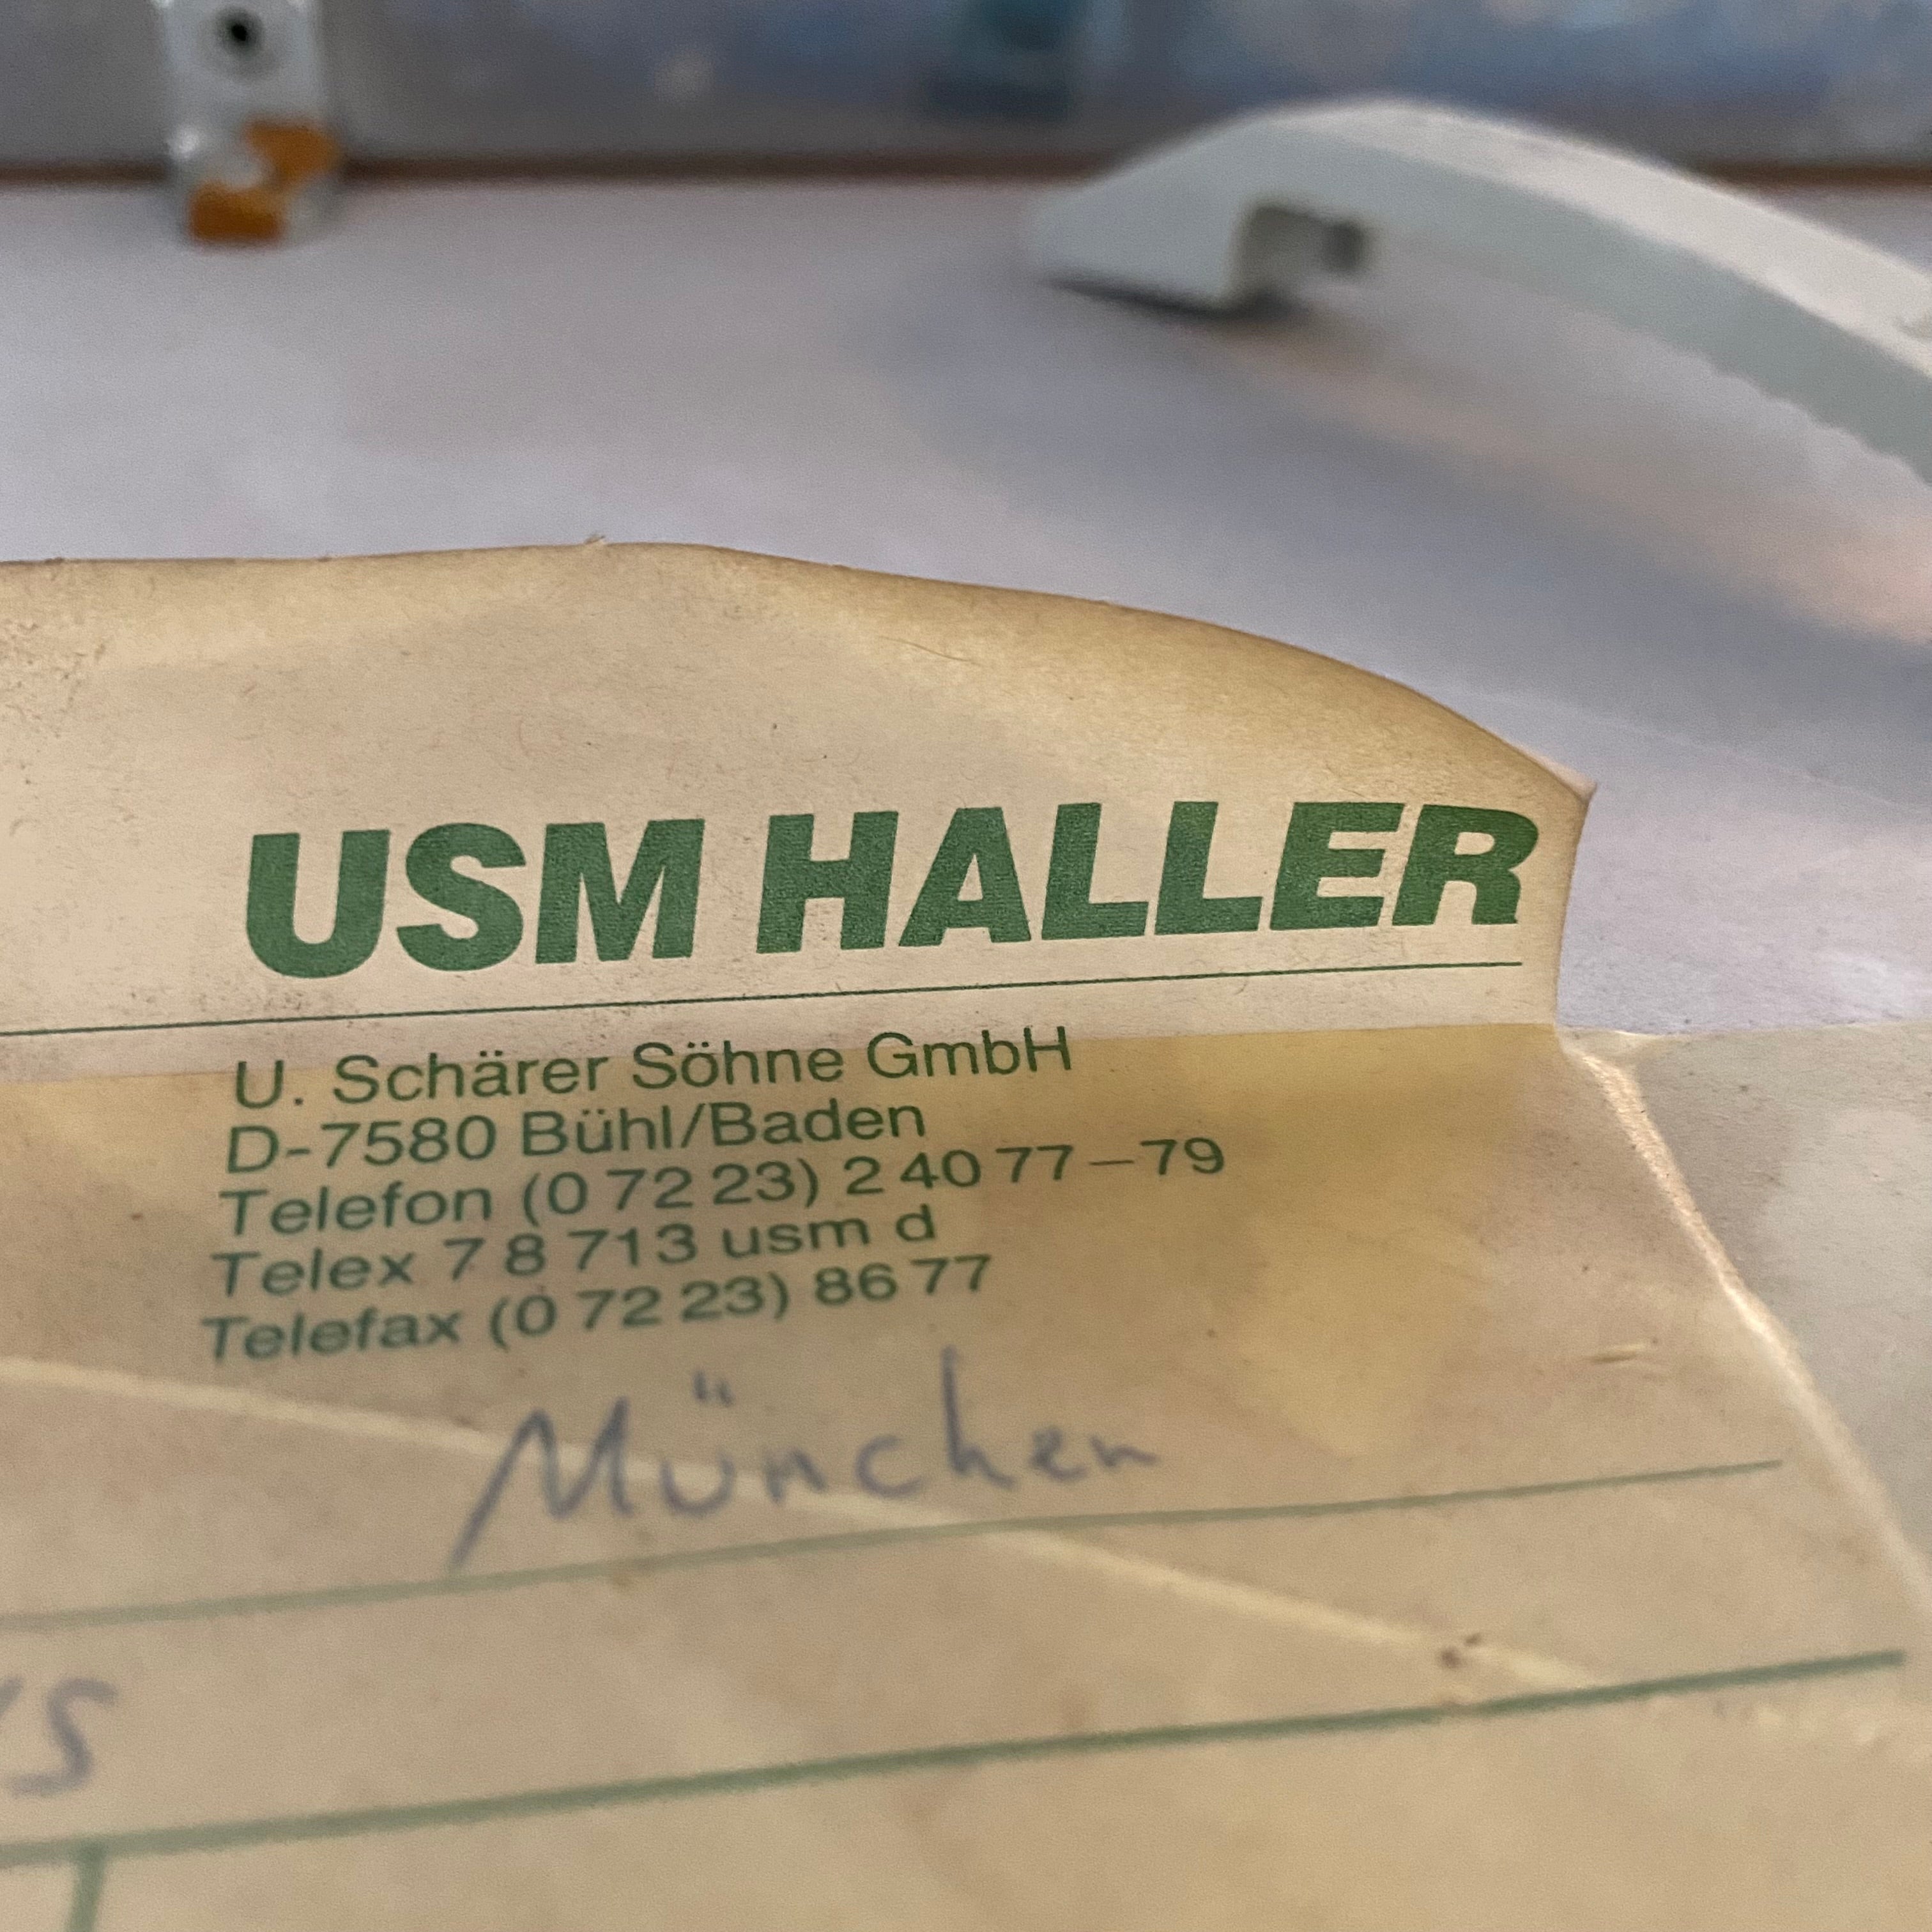 USM HALLER
U. Schärer Söhne GmbH
D-7580 Bühl/Baden
Telefon (0 72 23) 2 40 77–79
Telex 7 8 713 usm d
Telefax (0 72 23) 86 77
München